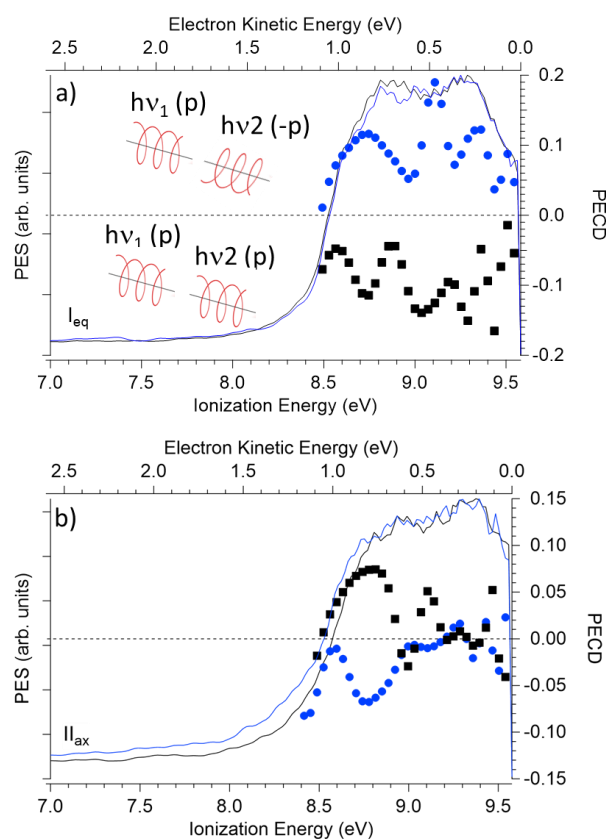 Electron Kinetic Energy (eV)
2.5 2.0 1.5 1.0 0.5 0.0
a)
hν₁ (p)
hν2 (-p)
hν₁ (p)
hν2 (p)
I_eq
PES (arb. units)
0.2
0.1
0.0
-0.1
-0.2
PECD
7.0 7.5 8.0 8.5 9.0 9.5
Ionization Energy (eV)
Electron Kinetic Energy (eV)
2.5 2.0 1.5 1.0 0.5 0.0
b)
II_ax
PES (arb. units)
0.15
0.10
0.05
0.00
-0.05
-0.10
-0.15
PECD
7.0 7.5 8.0 8.5 9.0 9.5
Ionization Energy (eV)